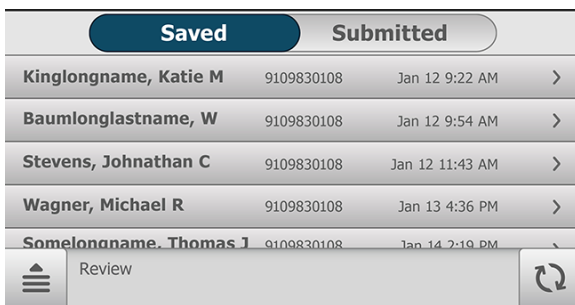 Saved Submitted
Kinglongname, Katie M 9109830108 Jan 12 9:22 AM
Baumlonglastname, W 9109830108 Jan 12 9:54 AM
Stevens, Johnathan C 9109830108 Jan 12 11:43 AM
Wagner, Michael R 9109830108 Jan 13 4:36 PM
Somelongname, Thomas J 9109830108 Jan 14 2:19 PM
Review